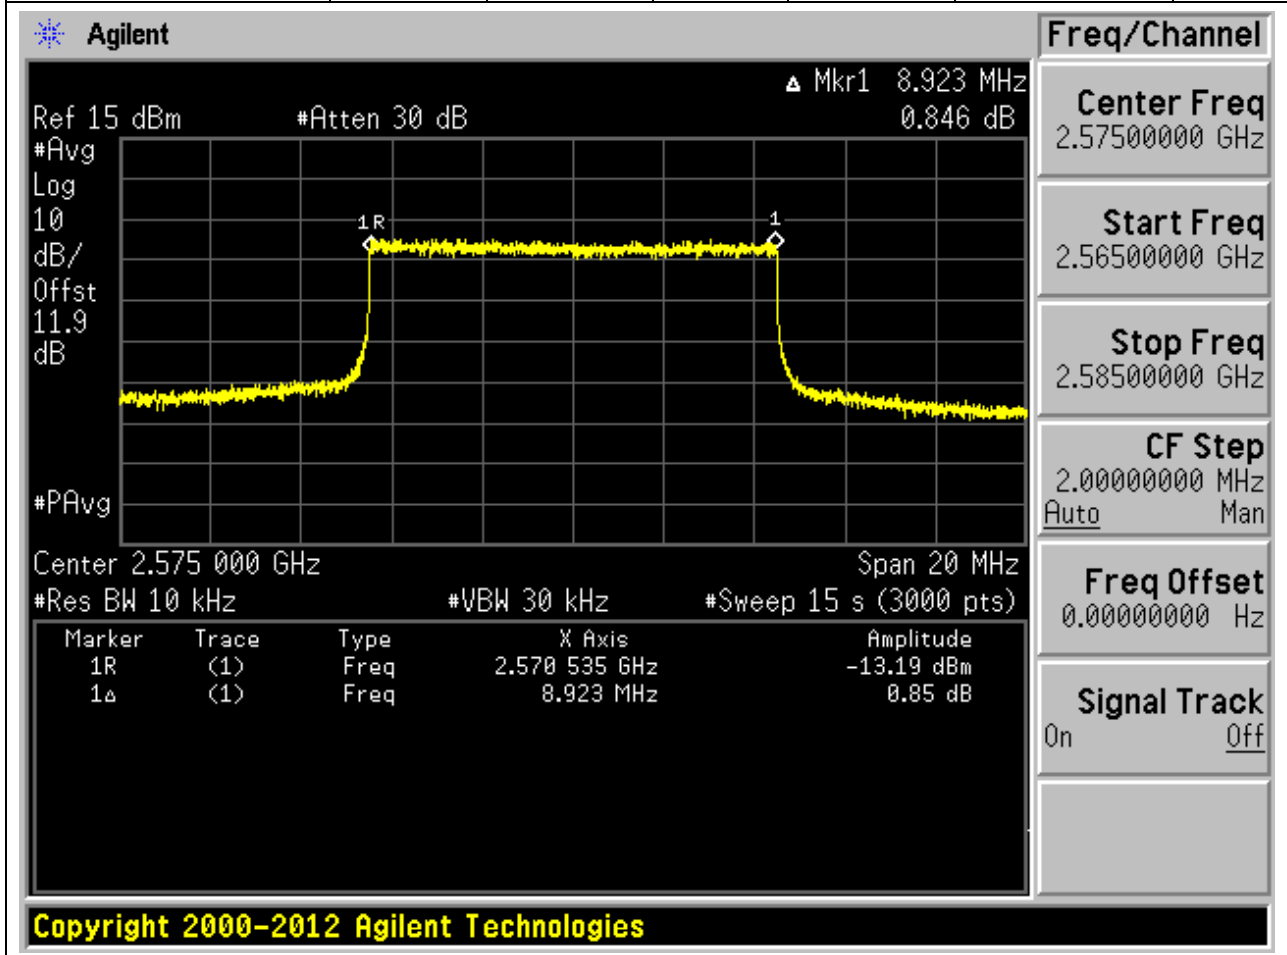 Agilent
Freq/Channel
Δ Mkr1 8.923 MHz
Ref 15 dBm #Atten 30 dB 0.846 dB
#Avg
Log
10
dB/
Offst
11.9
dB
1R 1
#PAvg
Center 2.575 000 GHz Span 20 MHz
#Res BW 10 kHz #VBW 30 kHz #Sweep 15 s (3000 pts)
Marker Trace Type X Axis Amplitude
1R (1) Freq 2.570 535 GHz -13.19 dBm
1Δ (1) Freq 8.923 MHz 0.85 dB
Center Freq
2.57500000 GHz
Start Freq
2.56500000 GHz
Stop Freq
2.58500000 GHz
CF Step
2.00000000 MHz
Auto Man
Freq Offset
0.00000000 Hz
Signal Track
On Off
Copyright 2000-2012 Agilent Technologies